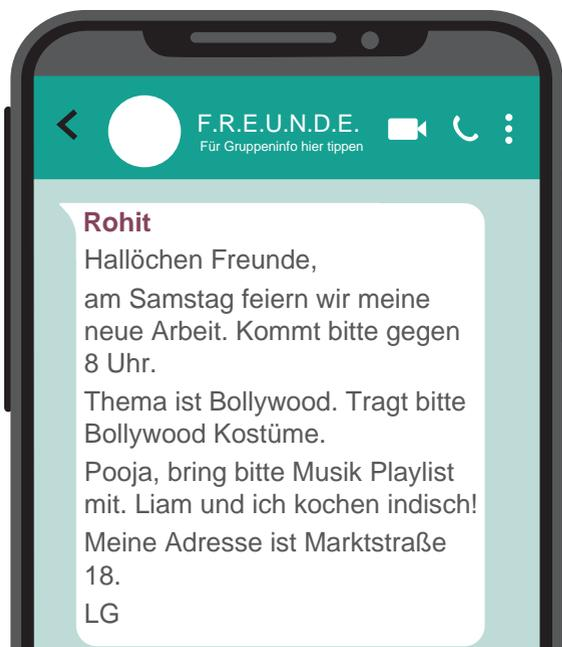 F.R.E.U.N.D.E.
Für Gruppeninfo hier tippen
Rohit
Hallöchen Freunde,
am Samstag feiern wir meine
neue Arbeit. Kommt bitte gegen
8 Uhr.
Thema ist Bollywood. Tragt bitte
Bollywood Kostüme.
Pooja, bring bitte Musik Playlist
mit. Liam und ich kochen indisch!
Meine Adresse ist Marktstraße
18.
LG